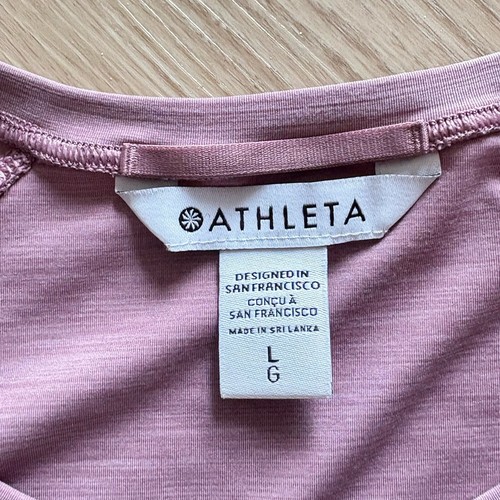 ATHLETA
DESIGNED IN
SAN FRANCISCO
CONÇU À
SAN FRANCISCO
MADE IN SRI LANKA
L
G